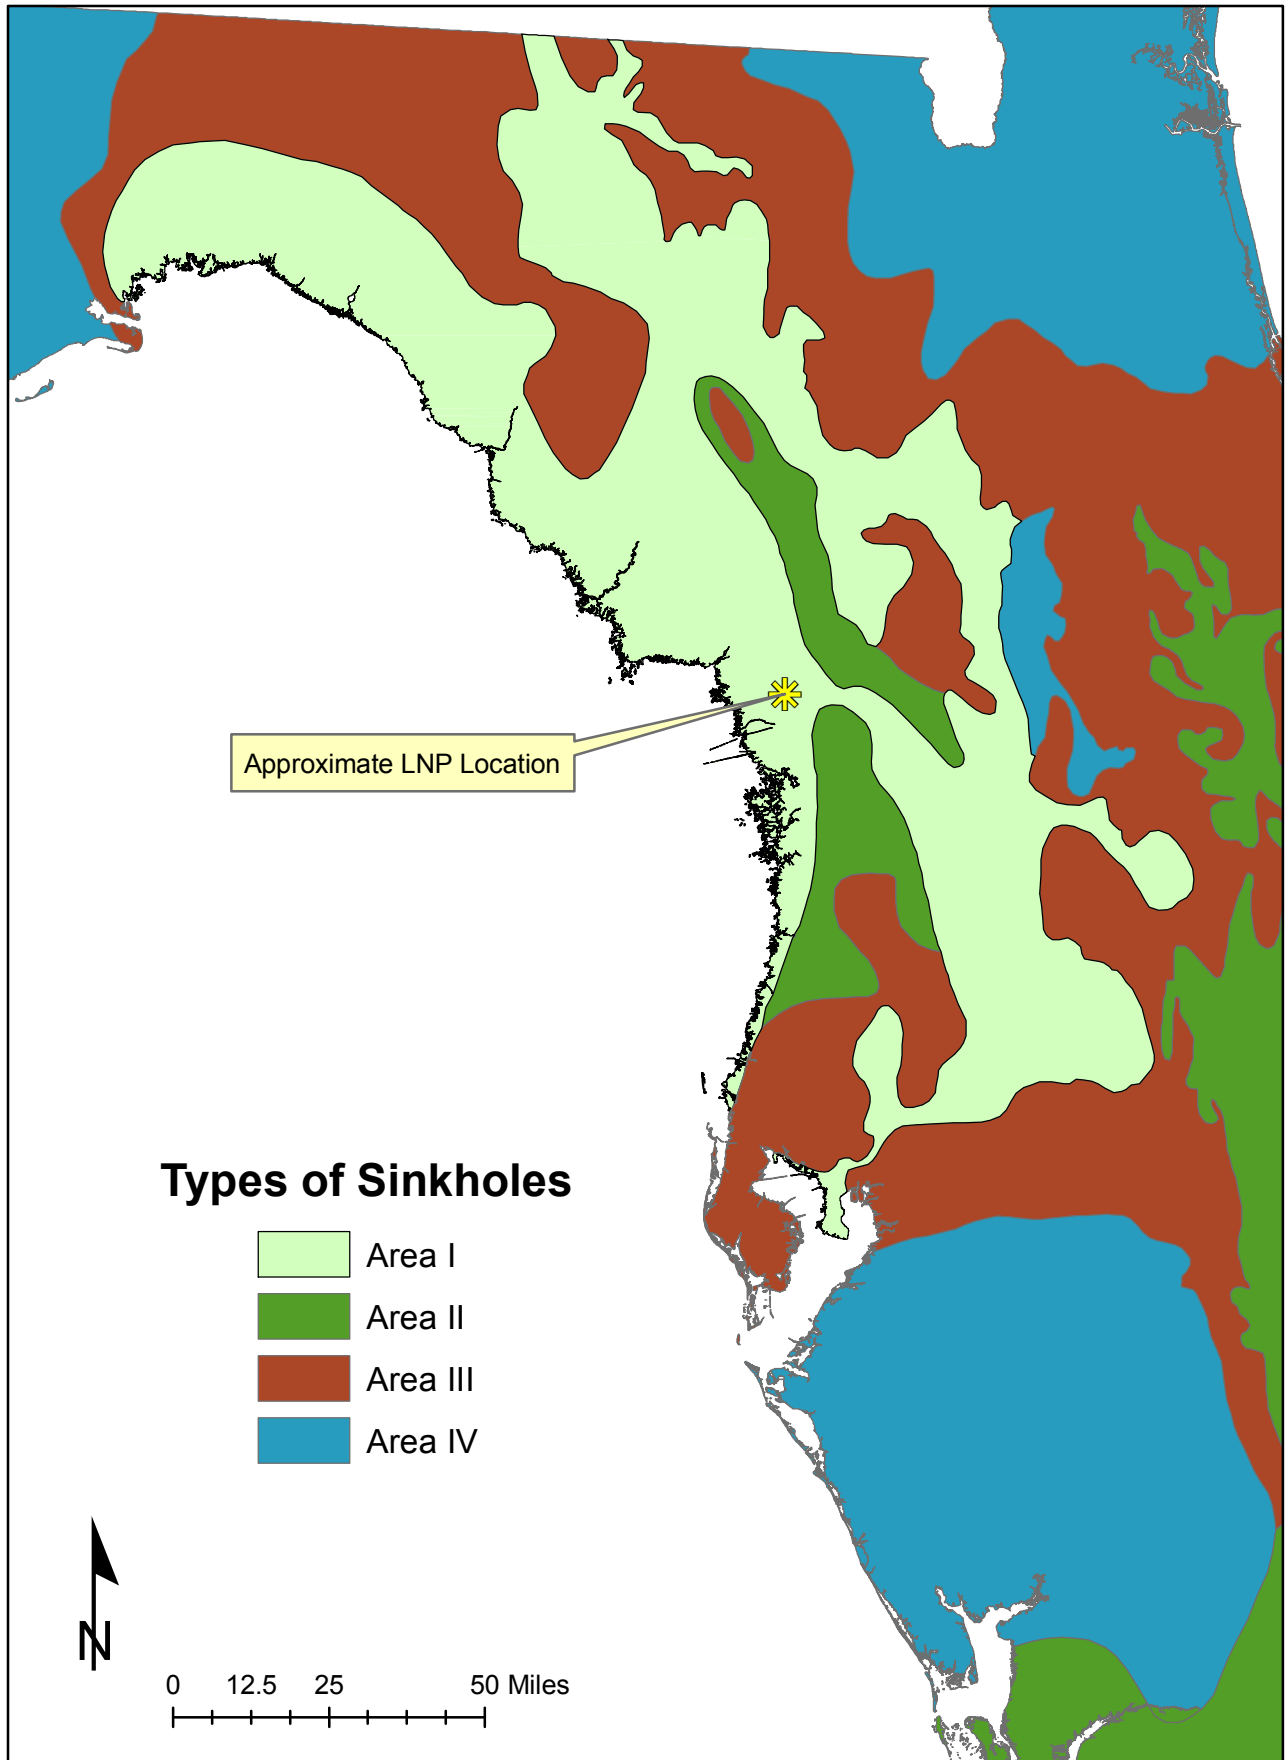 Approximate LNP Location
Types of Sinkholes
Area I
Area II
Area III
Area IV
N
0 12.5 25 50 Miles